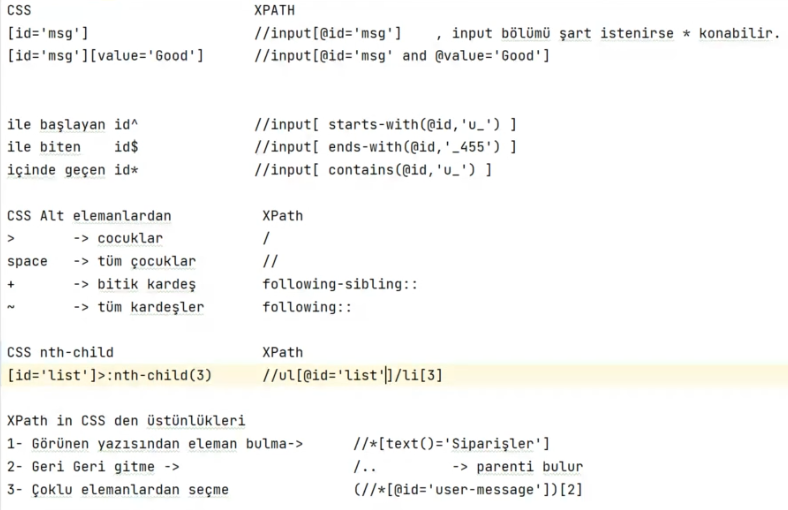 CSS XPATH
[id='msg'] //input[@id='msg'] , input bölümü şart istenirse * konabilir.
[id='msg'][value='Good'] //input[@id='msg' and @value='Good']
ile başlayan id^ //input[ starts-with(@id,'u_') ]
ile biten id$ //input[ ends-with(@id,'_455') ]
içinde geçen id* //input[ contains(@id,'u_') ]
CSS Alt elemanlardan XPath
> -> cocuklar /
space -> tüm çocuklar //
+ -> bitik kardeş following-sibling::
~ -> tüm kardeşler following::
CSS nth-child XPath
[id='list']>:nth-child(3) //ul[@id='list']/li[3]
XPath in CSS den üstünlükleri
1- Görünen yazısından eleman bulma-> //*[text()='Siparişler']
2- Geri Geri gitme -> /.. -> parenti bulur
3- Çoklu elemanlardan seçme (//*[@id='user-message'])[2]